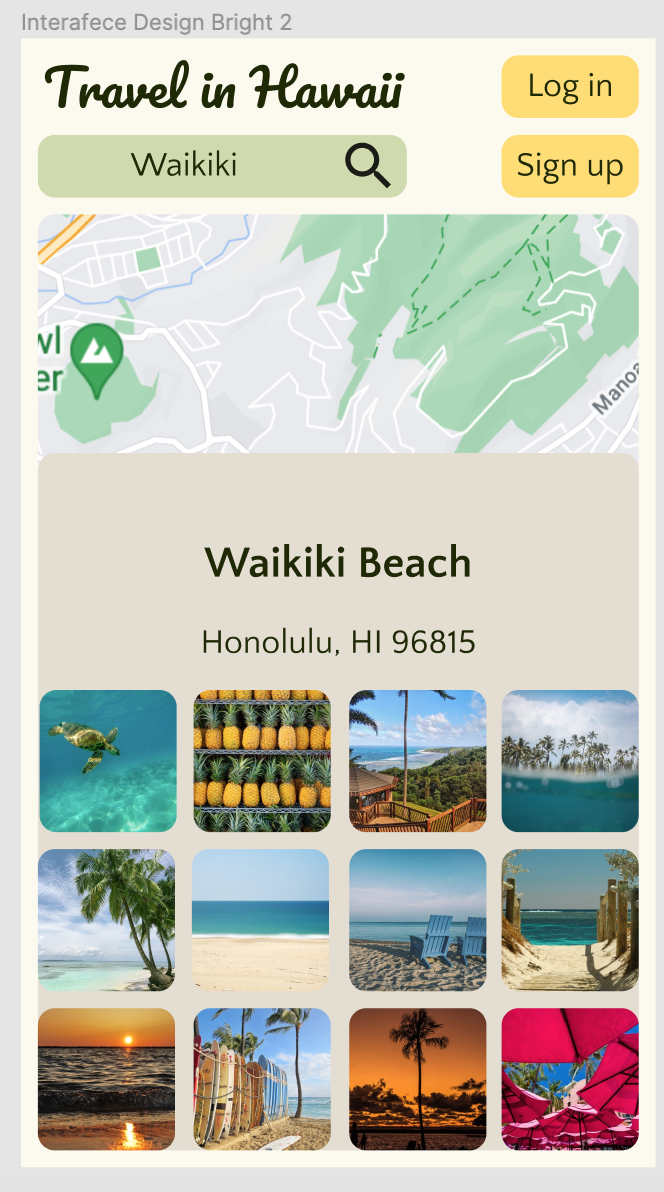 Interafece Design Bright 2
Travel in Hawaii
Log in
Waikiki
Sign up
wl
er
Manoa
Waikiki Beach
Honolulu, HI 96815